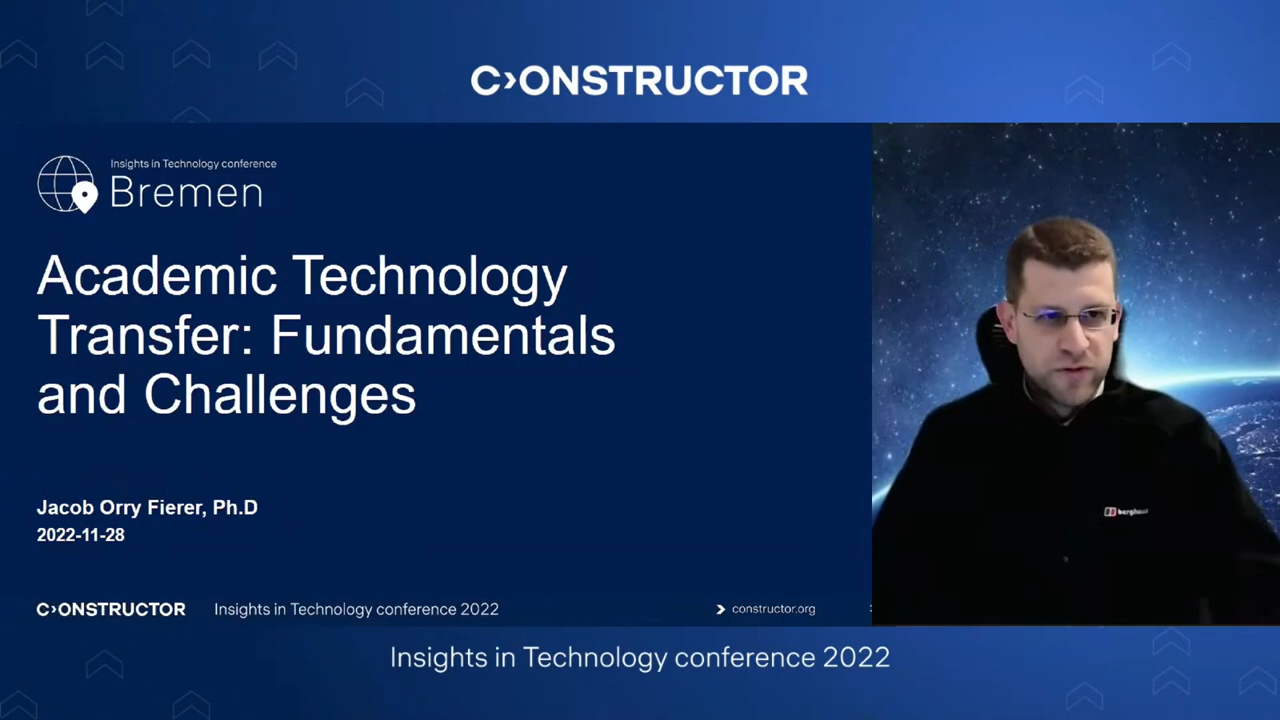 C›ONSTRUCTOR
Insights in Technology conference
Bremen
Academic Technology
Transfer: Fundamentals
and Challenges
Jacob Orry Fierer, Ph.D
2022-11-28
berghaus
C›ONSTRUCTOR
Insights in Technology conference 2022
constructor.org
Insights in Technology conference 2022